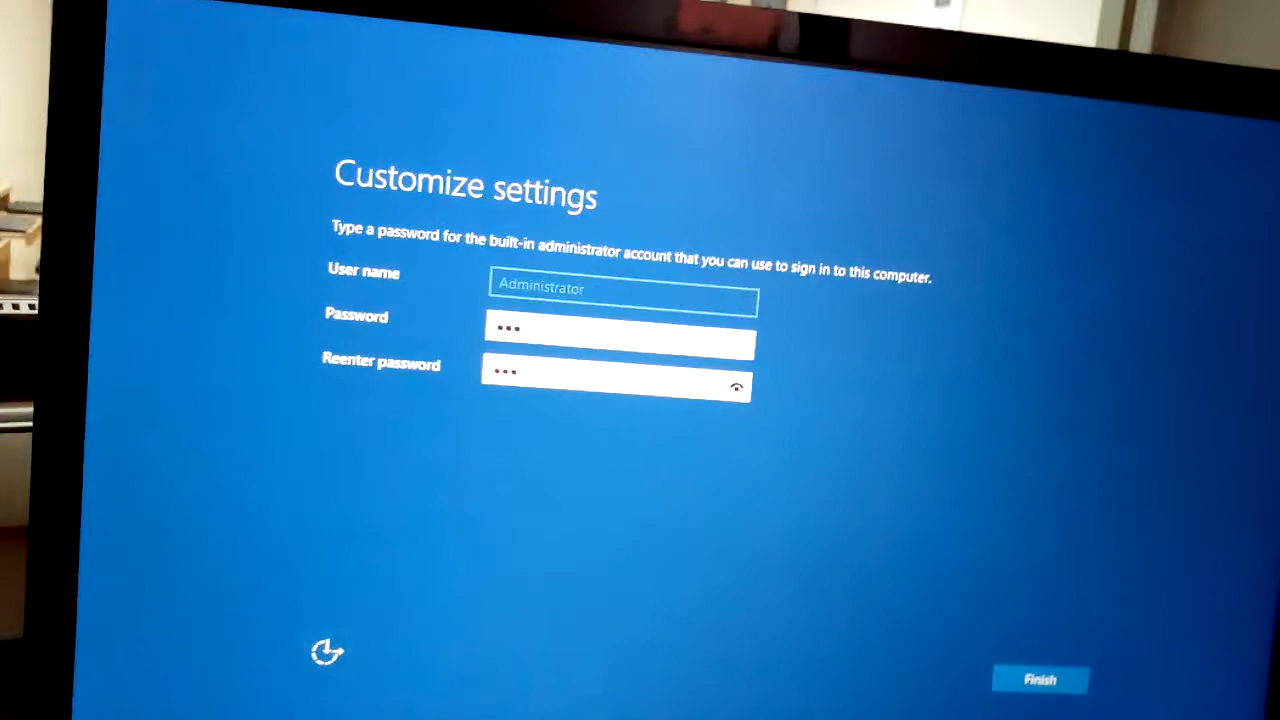 Customize settings
Type a password for the built-in administrator account that you can use to sign in to this computer.
User name
Administrator
Password
•••
Reenter password
•••
Finish